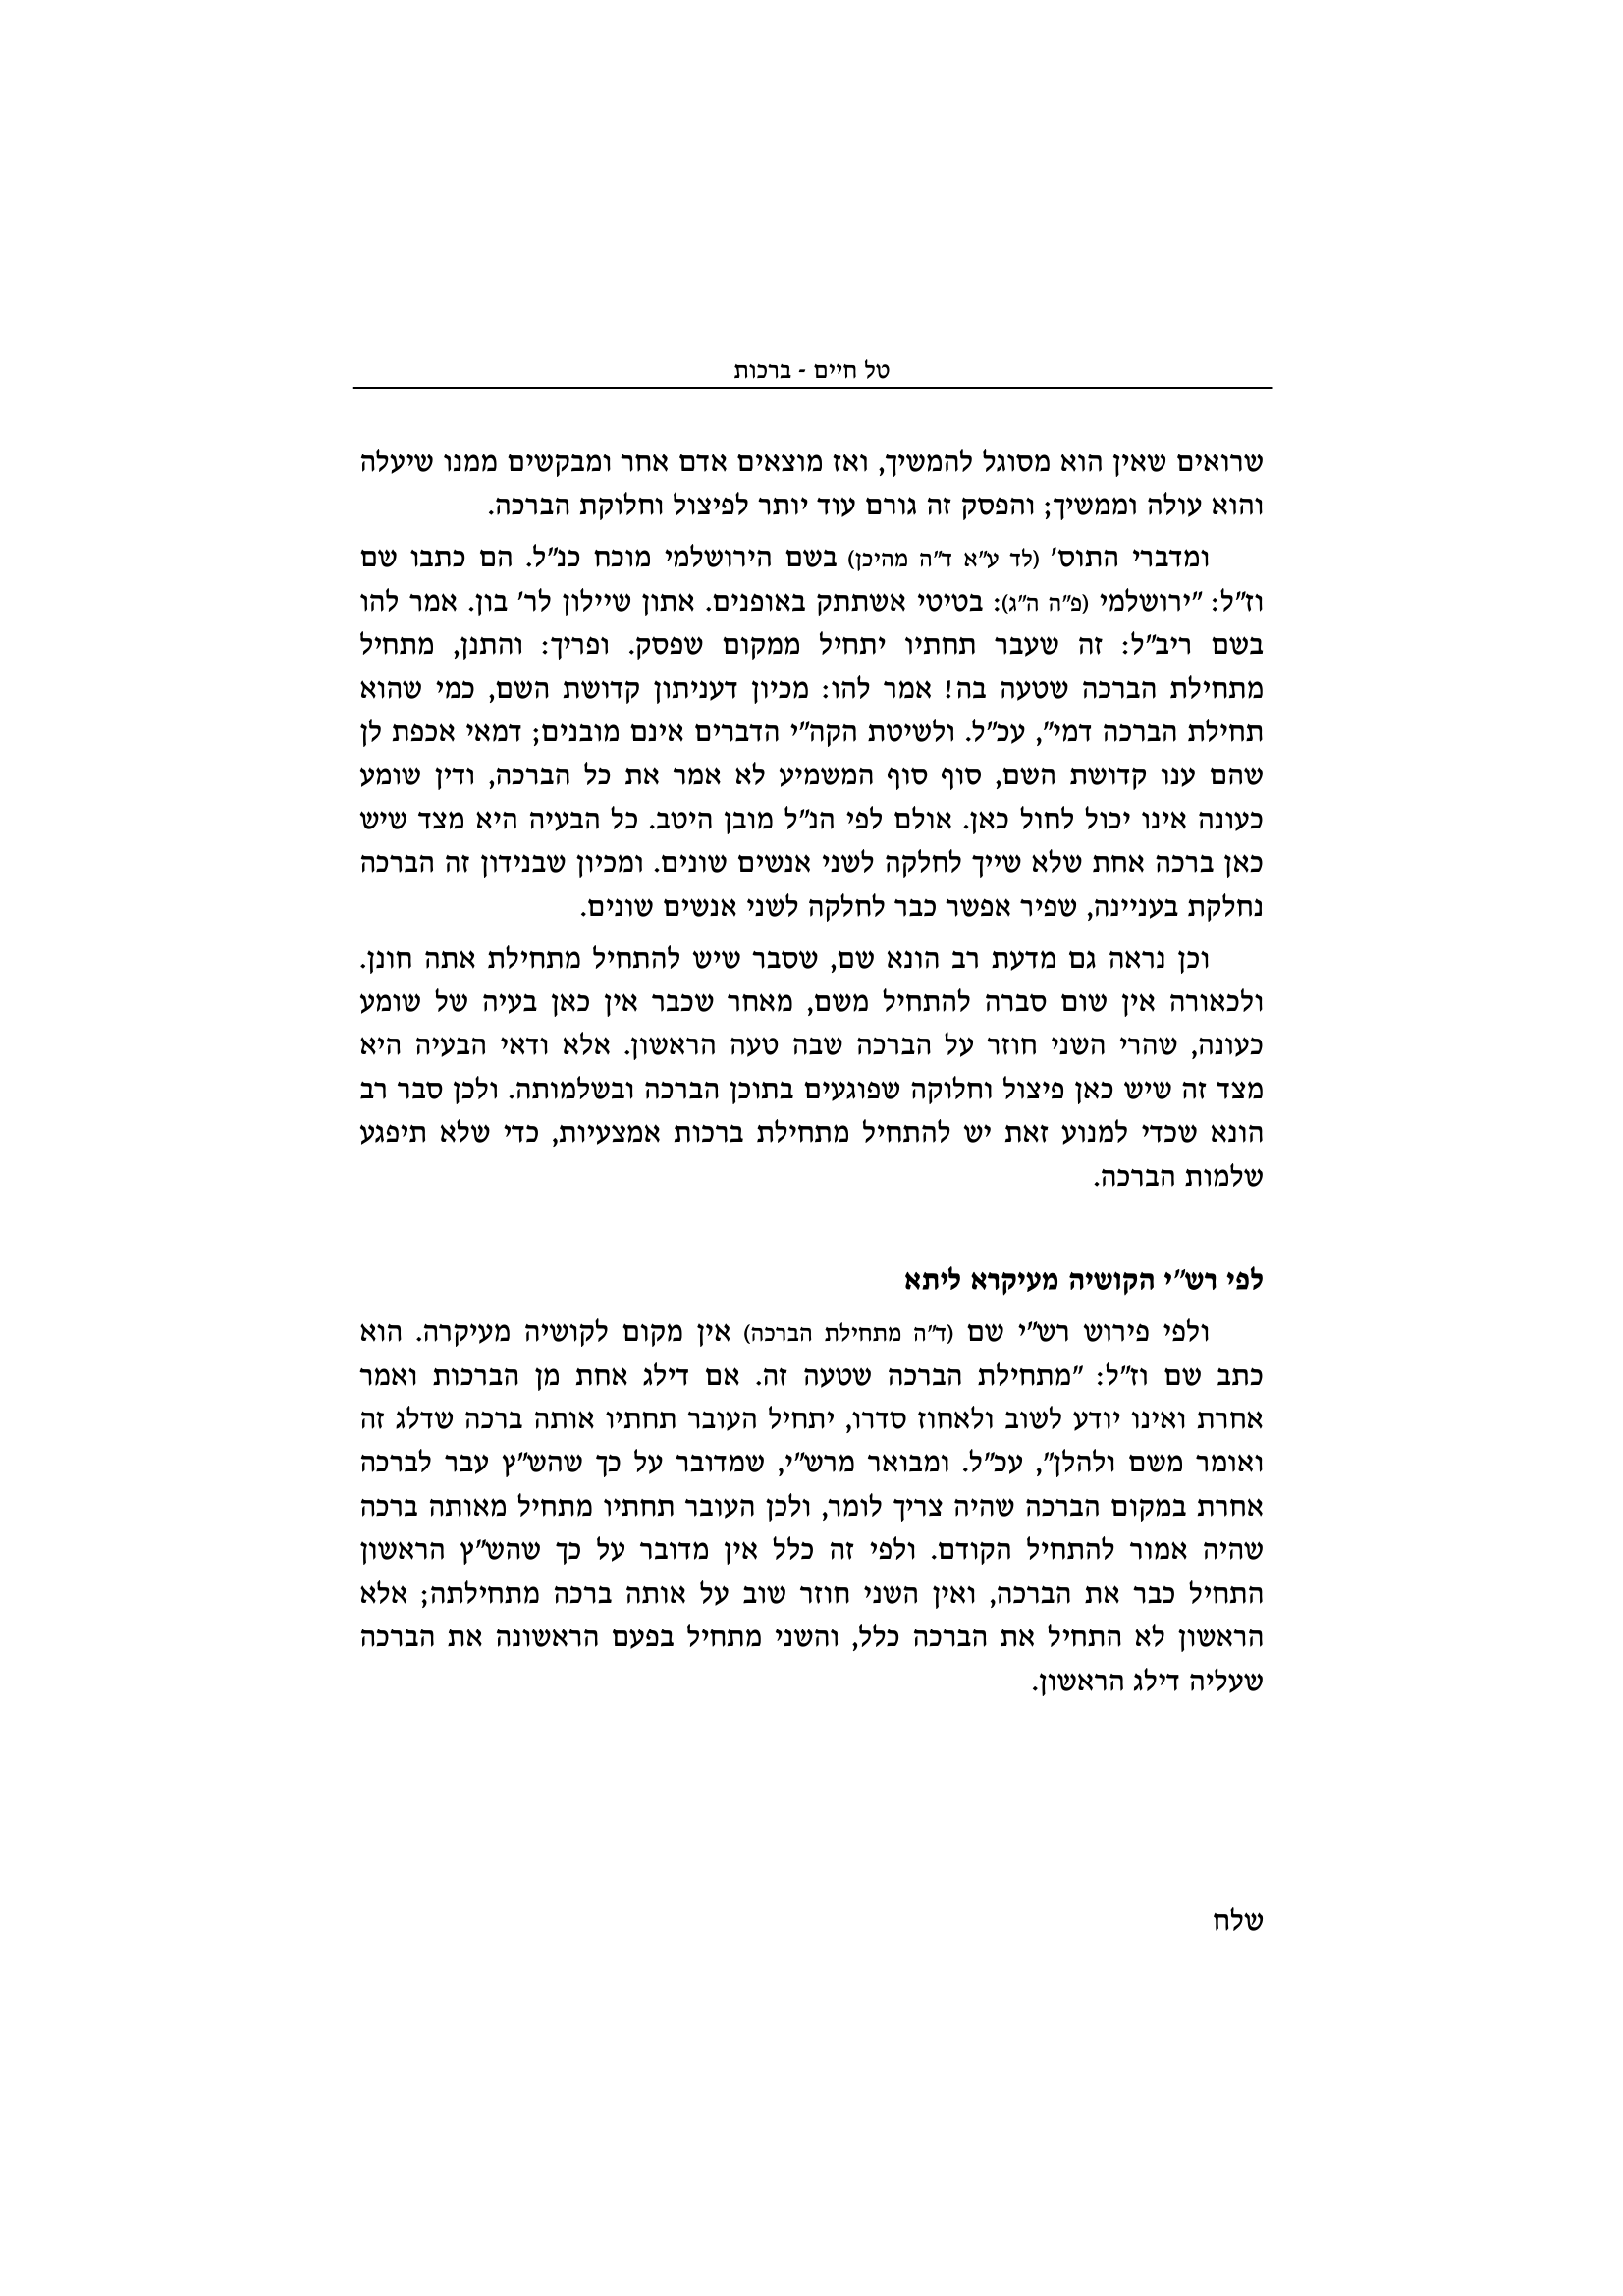 טל חיים - ברכות
שרואים שאין הוא מסוגל להמשיך, ואז מוצאים אדם אחר ומבקשים ממנו שיעלה
והוא עולה וממשיך; והפסק זה גורם עוד יותר לפיצול וחלוקת הברכה.
ומדברי התוס' (לד ע"א ד"ה מהיכן) בשם הירושלמי מוכח כנ"ל. הם כתבו שם
וז"ל: "ירושלמי (פ"ה ה"ג): בטיטי אשתתק באופנים. אתון שיילון לר' בון. אמר להו
בשם ריב"ל: זה שעבר תחתיו יתחיל ממקום שפסק. ופריך: והתנן, מתחיל
מתחילת הברכה שטעה בה! אמר להו: מכיון דעניתון קדושת השם, כמי שהוא
תחילת הברכה דמי", עכ"ל. ולשיטת הקה"י הדברים אינם מובנים; דמאי אכפת לן
שהם ענו קדושת השם, סוף סוף המשמיע לא אמר את כל הברכה, ודין שומע
כעונה אינו יכול לחול כאן. אולם לפי הנ"ל מובן היטב. כל הבעיה היא מצד שיש
כאן ברכה אחת שלא שייך לחלקה לשני אנשים שונים. ומכיון שבנידון זה הברכה
נחלקת בעניינה, שפיר אפשר כבר לחלקה לשני אנשים שונים.
וכן נראה גם מדעת רב הונא שם, שסבר שיש להתחיל מתחילת אתה חונן.
ולכאורה אין שום סברה להתחיל משם, מאחר שכבר אין כאן בעיה של שומע
כעונה, שהרי השני חוזר על הברכה שבה טעה הראשון. אלא ודאי הבעיה היא
מצד זה שיש כאן פיצול וחלוקה שפוגעים בתוכן הברכה ובשלמותה. ולכן סבר רב
הונא שכדי למנוע זאת יש להתחיל מתחילת ברכות אמצעיות, כדי שלא תיפגע
שלמות הברכה.
לפי רש"י הקושיה מעיקרא ליתא
ולפי פירוש רש"י שם (ד"ה מתחילת הברכה) אין מקום לקושיה מעיקרה. הוא
כתב שם וז"ל: "מתחילת הברכה שטעה זה. אם דילג אחת מן הברכות ואמר
אחרת ואינו יודע לשוב ולאחוז סדרו, יתחיל העובר תחתיו אותה ברכה שדלג זה
ואומר משם ולהלן", עכ"ל. ומבואר מרש"י, שמדובר על כך שהש"ץ עבר לברכה
אחרת במקום הברכה שהיה צריך לומר, ולכן העובר תחתיו מתחיל מאותה ברכה
שהיה אמור להתחיל הקודם. ולפי זה כלל אין מדובר על כך שהש"ץ הראשון
התחיל כבר את הברכה, ואין השני חוזר שוב על אותה ברכה מתחילתה; אלא
הראשון לא התחיל את הברכה כלל, והשני מתחיל בפעם הראשונה את הברכה
שעליה דילג הראשון.
שלח